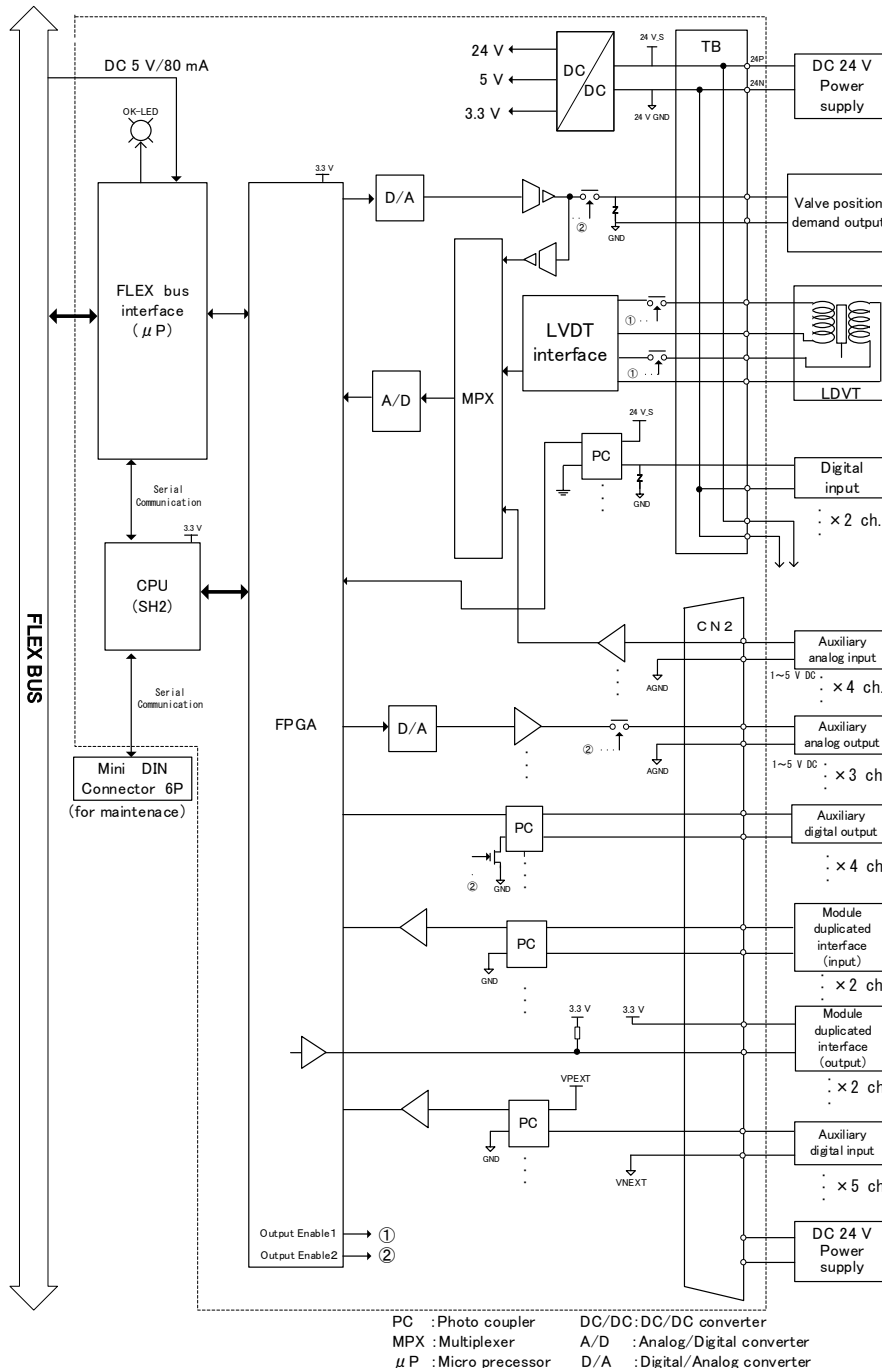 24 V_S
TB
24 V
24P
DC 5 V/80 mA
DC 24 V
Power
supply
DC
5 V
DC
24N
OK-LED
3.3 V
24 V GND
3.3 V
D/A
Valve position
demand output
②
GND
FLEX bus
interface
(μP)
LVDT
interface
①
①
MPX
A/D
LDVT
24 V_S
PC
Digital
input
Serial
Communication
GND
×2 ch.
3.3 V
CPU
(SH2)
FLEX BUS
CN2
Auxiliary
analog input
AGND
1~5 V DC
×4 ch.
Serial
Communication
FPGA
D/A
Auxiliary
analog output
②
AGND
1~5 V DC
×3 ch
Mini DIN
Connector 6P
(for maintenace)
PC
Auxiliary
digital output
②
GND
×4 ch
PC
Module
duplicated
interface
(input)
GND
×2 ch
3.3 V
3.3 V
Module
duplicated
interface
(output)
×2 ch
VPEXT
PC
Auxiliary
digital input
GND
VNEXT
×5 ch
Output Enable1
①
Output Enable2
②
DC 24 V
Power
supply
PC :Photo coupler DC/DC:DC/DC converter
MPX :Multiplexer A/D :Analog/Digital converter
μP :Micro precessor D/A :Digital/Analog converter